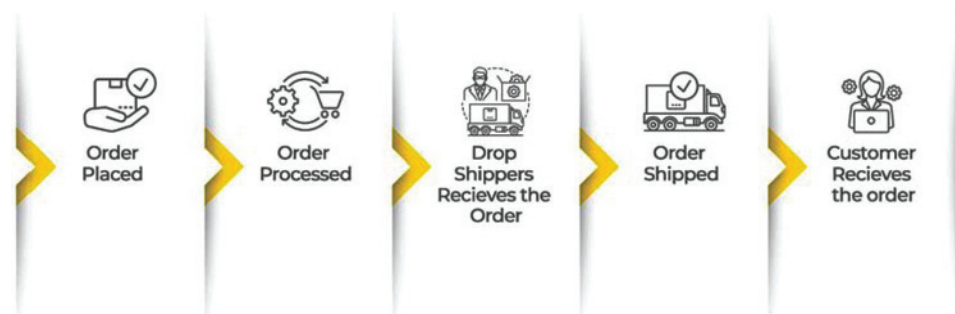 Order
Placed
Order
Processed
Drop
Shippers
Recieves the
Order
Order
Shipped
Customer
Recieves
the order